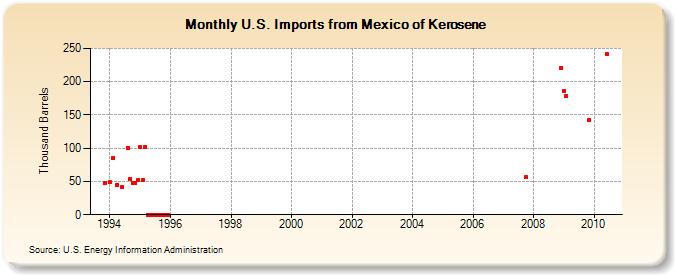 Monthly U.S. Imports from Mexico of Kerosene
Thousand Barrels
250
200
150
100
50
0
1994 1996 1998 2000 2002 2004 2006 2008 2010
Source: U.S. Energy Information Administration